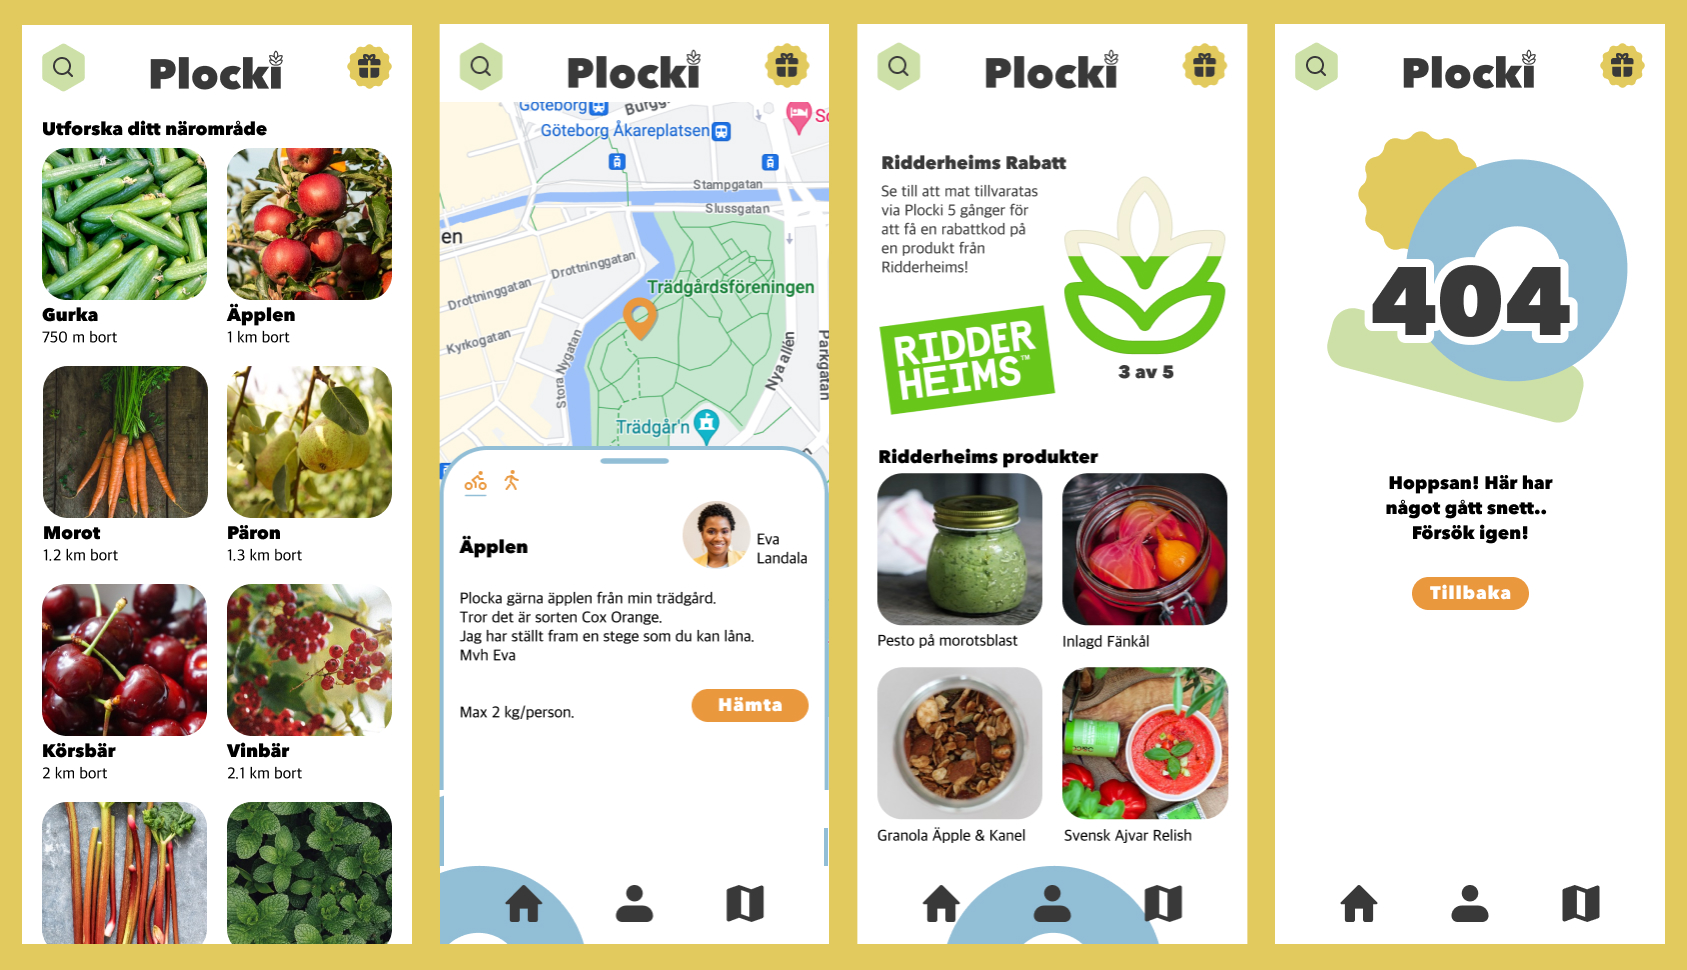 Plocki
Utforska ditt närområde
Gurka
750 m bort
Äpplen
1 km bort
Morot
1.2 km bort
Päron
1.3 km bort
Körsbär
2 km bort
Vinbär
2.1 km bort
Plocki
Göteborg
Göteborg Åkareplatsen
Stampgatan
Slussgatan
en
Drottninggatan
Drottninggatan
Trädgårdsföreningen
Kyrkogatan
Stora Nygatan
Nya allén
Parkgatan
Trädgår'n
Äpplen
Eva
Landala
Plocka gärna äpplen från min trädgård.
Tror det är sorten Cox Orange.
Jag har ställt fram en stege som du kan låna.
Mvh Eva
Max 2 kg/person.
Hämta
Plocki
Ridderheims Rabatt
Se till att mat tillvaratas
via Plocki 5 gånger för
att få en rabattkod på
en produkt från
Ridderheims!
RIDDER
HEIMS™
3 av 5
Ridderheims produkter
Pesto på morotsblast
Inlagd Fänkål
Granola Äpple & Kanel
Svensk Ajvar Relish
Plocki
404
Hoppsan! Här har
något gått snett..
Försök igen!
Tillbaka